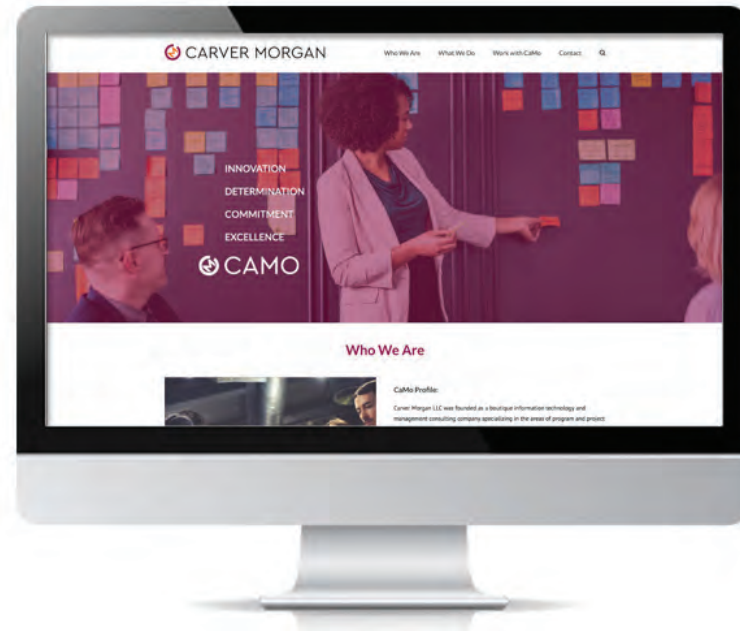 CARVER MORGAN
Who We Are What We Do Work with CaMo Contact
INNOVATION
DETERMINATION
COMMITMENT
EXCELLENCE
CAMO
Who We Are
CaMo Profile:
Carver Morgan LLC was founded as a boutique information technology and
management consulting company specializing in the areas of program and project